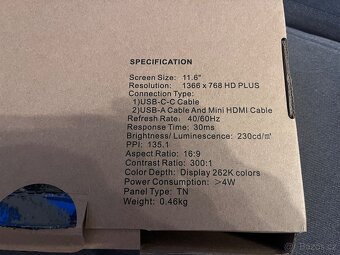 SPECIFICATION
Screen Size: 11.6"
Resolution: 1366 x 768 HD PLUS
Connection Type:
1)USB-C-C Cable
2)USB-A Cable And Mini HDMI Cable
Refresh Rate: 40/60Hz
Response Time: 30ms
Brightness/ Luminescence: 230cd/㎡
PPI: 135.1
Aspect Ratio: 16:9
Contrast Ratio: 300:1
Color Depth: Display 262K colors
Power Consumption: >4W
Panel Type: TN
Weight: 0.46kg